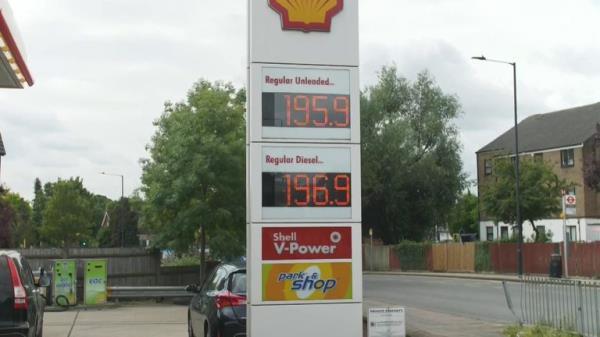 Regular Unleaded...
195.9
Regular Diesel...
196.9
Shell
V-Power
park &
shop